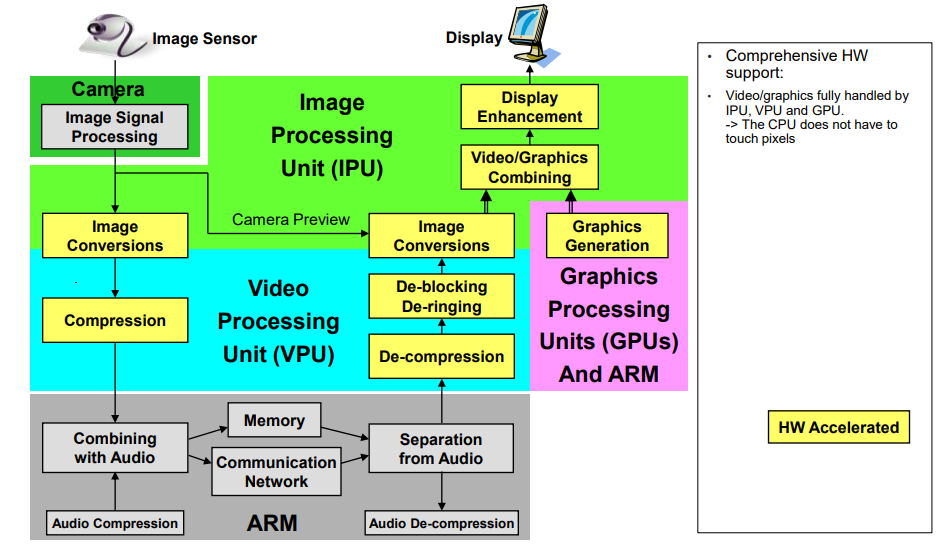 Image Sensor
Display
Camera
Image Signal
Processing
Image
Processing
Unit (IPU)
Display
Enhancement
Video/Graphics
Combining
Camera Preview
Image
Conversions
Image
Conversions
Graphics
Generation
Video
Processing
Unit (VPU)
Compression
De-blocking
De-ringing
De-compression
Graphics
Processing
Units (GPUs)
And ARM
Combining
with Audio
Memory
Communication
Network
Separation
from Audio
Audio Compression
ARM
Audio De-compression
• Comprehensive HW
support:
• Video/graphics fully handled by
IPU, VPU and GPU.
-> The CPU does not have to
touch pixels
HW Accelerated